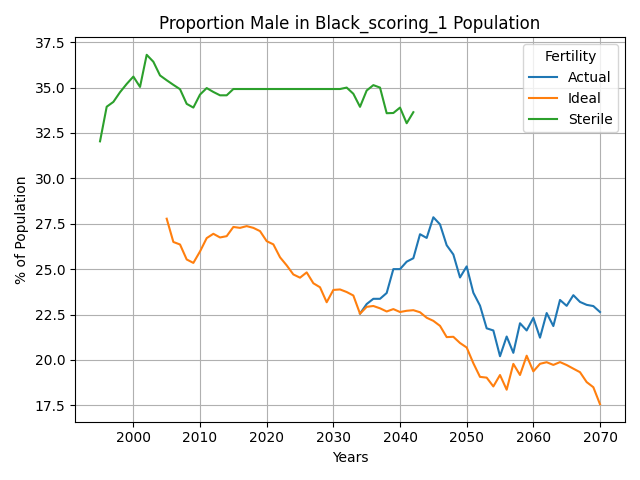 Proportion Male in Black_scoring_1 Population
% of Population
37.5
35.0
32.5
30.0
27.5
25.0
22.5
20.0
17.5
Fertility
Actual
Ideal
Sterile
2000 2010 2020 2030 2040 2050 2060 2070
Years